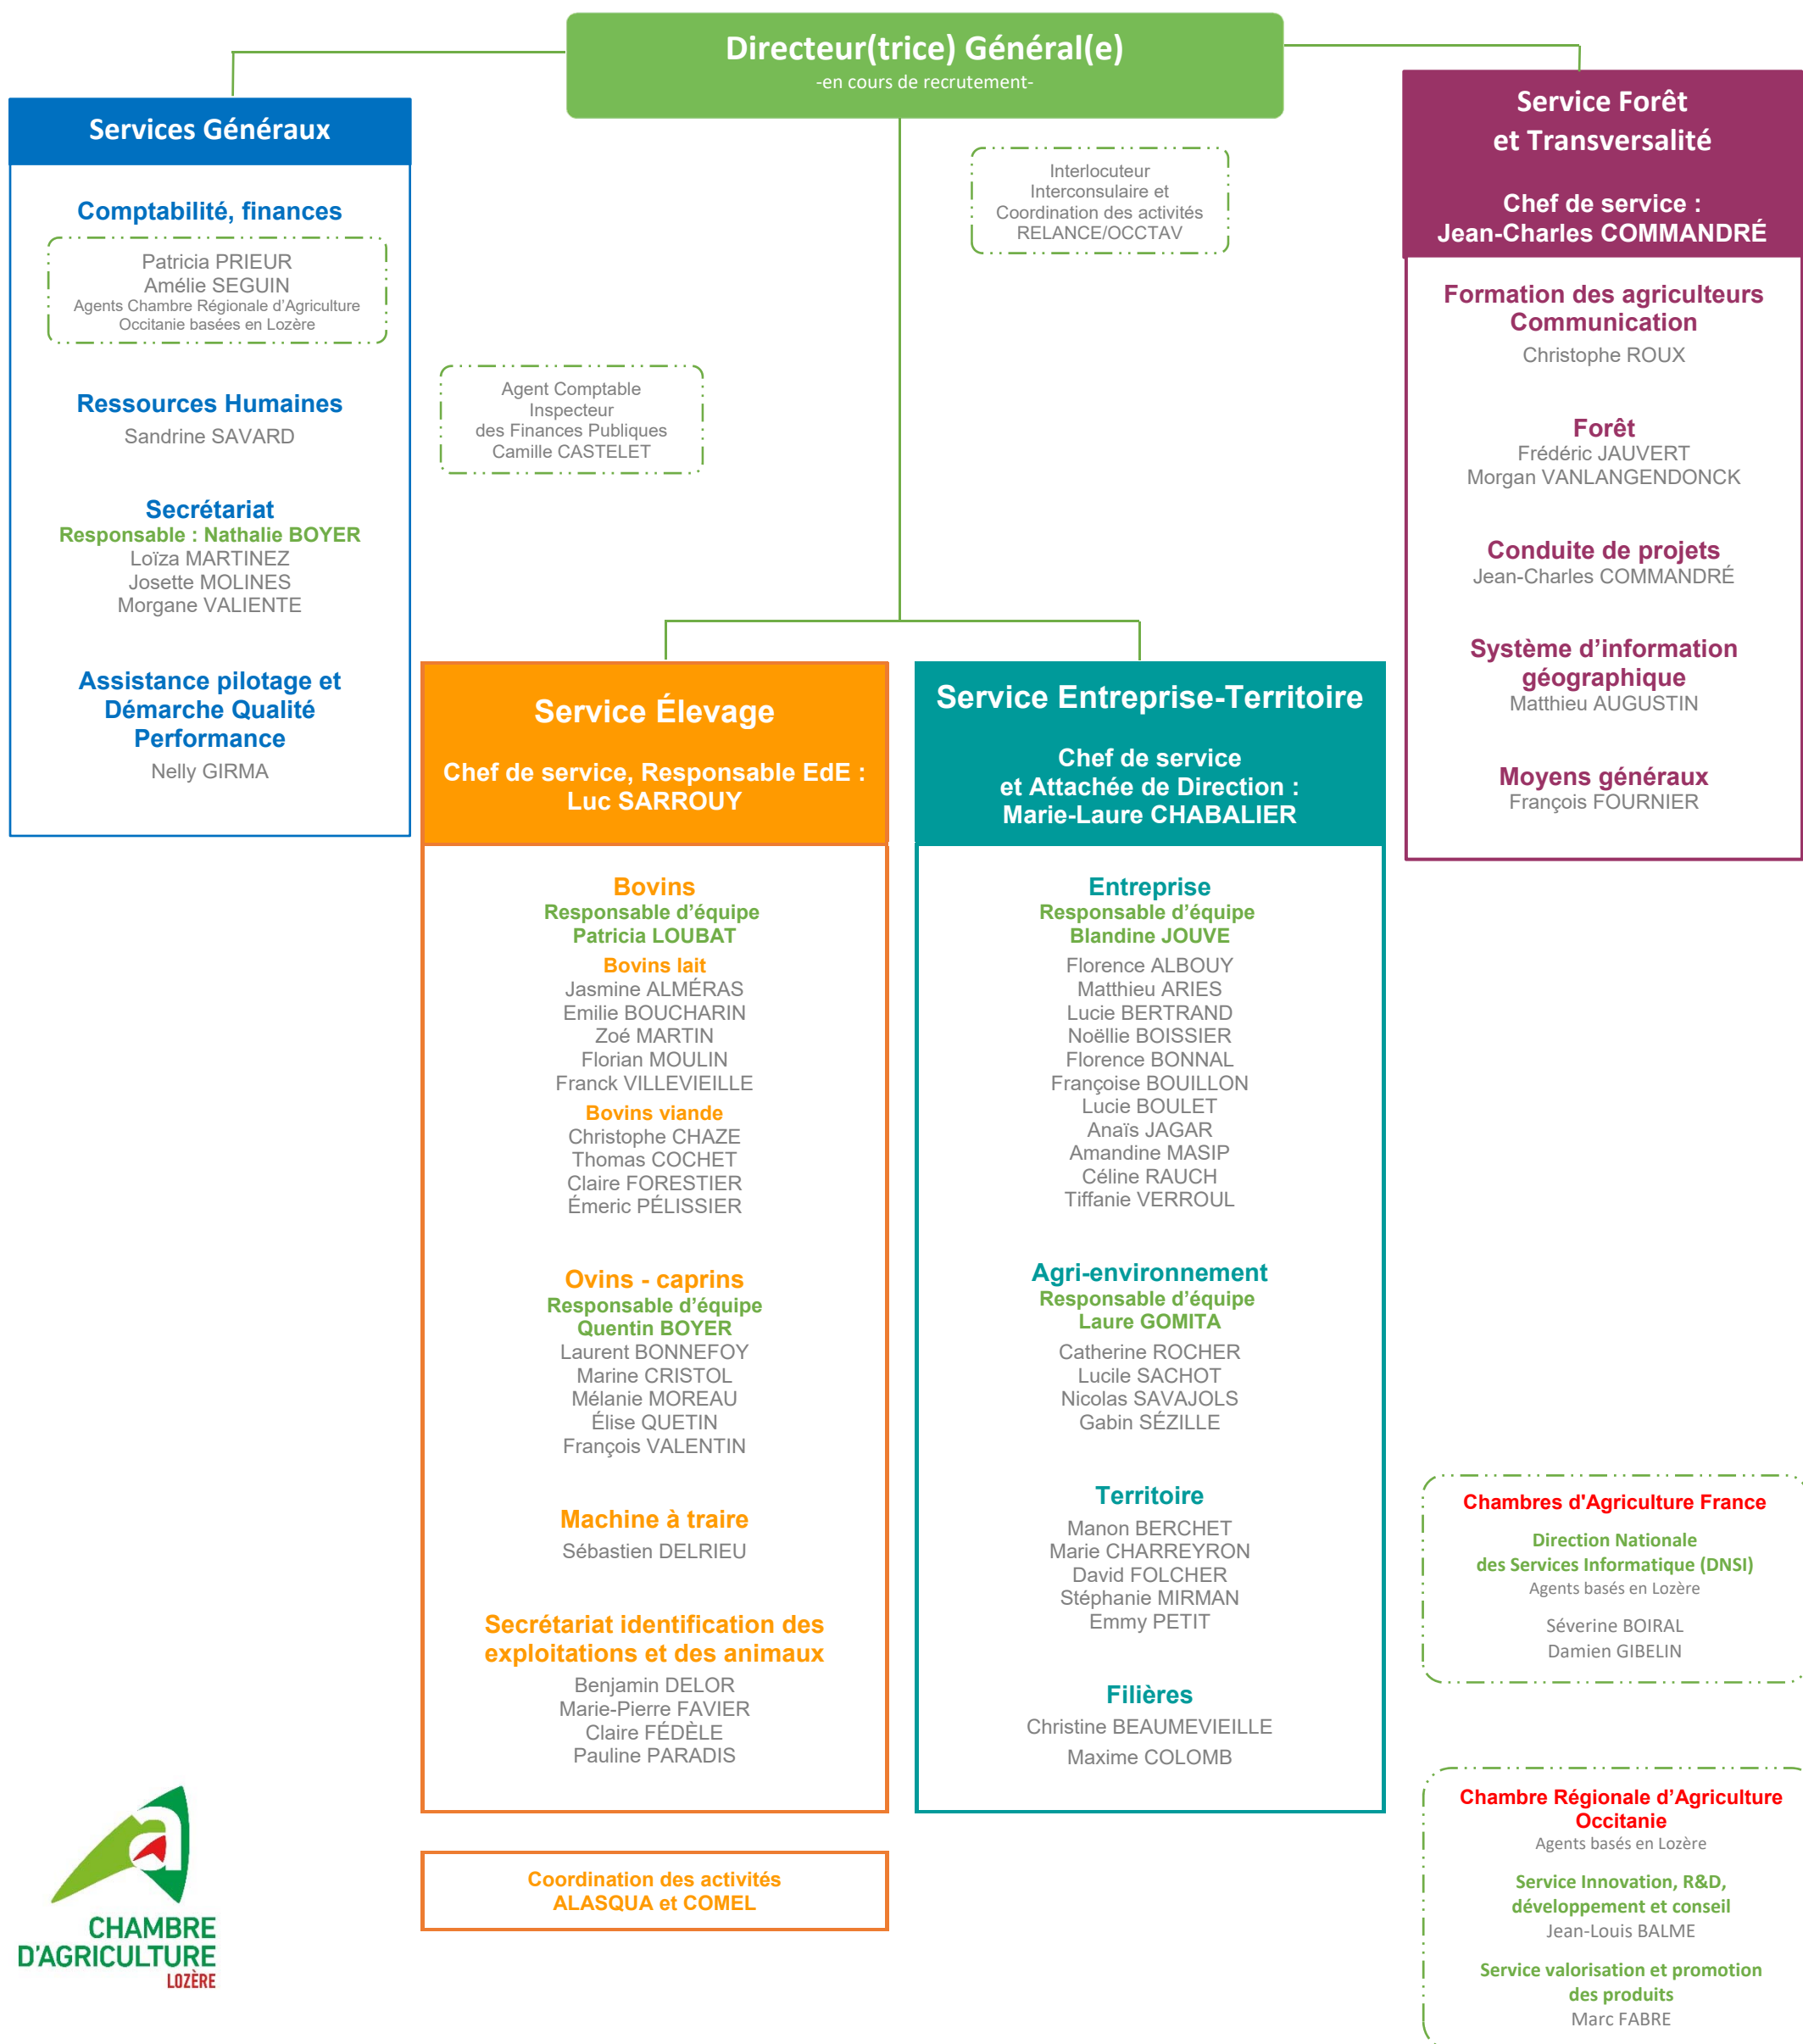 Directeur(trice) Général(e)
-en cours de recrutement-
Services Généraux
Comptabilité, finances
Patricia PRIEUR
Amélie SEGUIN
Agents Chambre Régionale d’Agriculture
Occitanie basées en Lozère
Ressources Humaines
Sandrine SAVARD
Secrétariat
Responsable : Nathalie BOYER
Loïza MARTINEZ
Josette MOLINES
Morgane VALIENTE
Assistance pilotage et
Démarche Qualité
Performance
Nelly GIRMA
Interlocuteur
Interconsulaire et
Coordination des activités
RELANCE/OCCTAV
Agent Comptable
Inspecteur
des Finances Publiques
Camille CASTELET
Service Forêt
et Transversalité
Chef de service :
Jean-Charles COMMANDRÉ
Formation des agriculteurs
Communication
Christophe ROUX
Forêt
Frédéric JAUVERT
Morgan VANLANGENDONCK
Conduite de projets
Jean-Charles COMMANDRÉ
Système d’information
géographique
Matthieu AUGUSTIN
Moyens généraux
François FOURNIER
Service Élevage
Chef de service, Responsable EdE :
Luc SARROUY
Bovins
Responsable d’équipe
Patricia LOUBAT
Bovins lait
Jasmine ALMÉRAS
Emilie BOUCHARIN
Zoé MARTIN
Florian MOULIN
Franck VILLEVIEILLE
Bovins viande
Christophe CHAZE
Thomas COCHET
Claire FORESTIER
Émeric PÉLISSIER
Ovins - caprins
Responsable d’équipe
Quentin BOYER
Laurent BONNEFOY
Marine CRISTOL
Mélanie MOREAU
Élise QUETIN
François VALENTIN
Machine à traire
Sébastien DELRIEU
Secrétariat identification des
exploitations et des animaux
Benjamin DELOR
Marie-Pierre FAVIER
Claire FÉDÈLE
Pauline PARADIS
Coordination des activités
ALASQUA et COMEL
Service Entreprise-Territoire
Chef de service
et Attachée de Direction :
Marie-Laure CHABALIER
Entreprise
Responsable d’équipe
Blandine JOUVE
Florence ALBOUY
Matthieu ARIES
Lucie BERTRAND
Noëllie BOISSIER
Florence BONNAL
Françoise BOUILLON
Lucie BOULET
Anaïs JAGAR
Amandine MASIP
Céline RAUCH
Tiffanie VERROUL
Agri-environnement
Responsable d’équipe
Laure GOMITA
Catherine ROCHER
Lucile SACHOT
Nicolas SAVAJOLS
Gabin SÉZILLE
Territoire
Manon BERCHET
Marie CHARREYRON
David FOLCHER
Stéphanie MIRMAN
Emmy PETIT
Filières
Christine BEAUMEVIEILLE
Maxime COLOMB
Chambres d'Agriculture France
Direction Nationale
des Services Informatique (DNSI)
Agents basés en Lozère
Séverine BOIRAL
Damien GIBELIN
Chambre Régionale d’Agriculture
Occitanie
Agents basés en Lozère
Service Innovation, R&D,
développement et conseil
Jean-Louis BALME
Service valorisation et promotion
des produits
Marc FABRE
a
CHAMBRE
D'AGRICULTURE
LOZÈRE